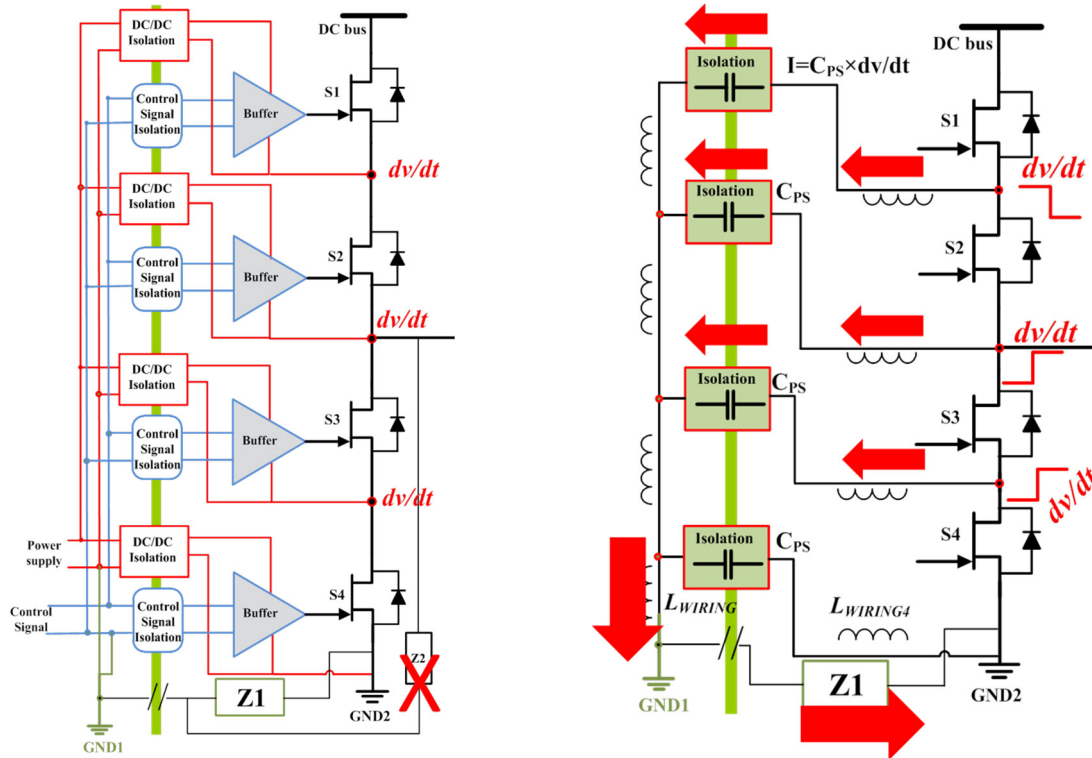 DC/DC
Isolation
Control
Signal
Isolation
Buffer
DC bus
S1
dv/dt
DC/DC
Isolation
Control
Signal
Isolation
Buffer
S2
dv/dt
DC/DC
Isolation
Control
Signal
Isolation
Buffer
S3
dv/dt
Power
supply
DC/DC
Isolation
Control
Signal
Control
Signal
Isolation
Buffer
S4
Z2
Z1
GND1
GND2
DC bus
Isolation
I=CPS×dv/dt
S1
dv/dt
Isolation
CPS
S2
dv/dt
Isolation
CPS
S3
dv/dt
Isolation
CPS
S4
LWIRING
LWIRING4
Z1
GND1
GND2